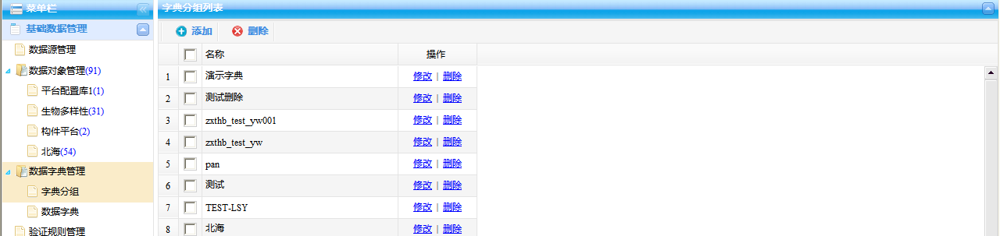 菜单栏
基础数据管理
数据源管理
数据对象管理(91)
平台配置库1(1)
生物多样性(31)
构件平台(2)
北海(54)
数据字典管理
字典分组
数据字典
验证规则管理
字典分组列表
添加 删除
名称 操作
1 演示字典 修改 | 删除
2 测试删除 修改 | 删除
3 zxthb_test_yw001 修改 | 删除
4 zxthb_test_yw 修改 | 删除
5 pan 修改 | 删除
6 测试 修改 | 删除
7 TEST-LSY 修改 | 删除
8 北海 修改 | 删除